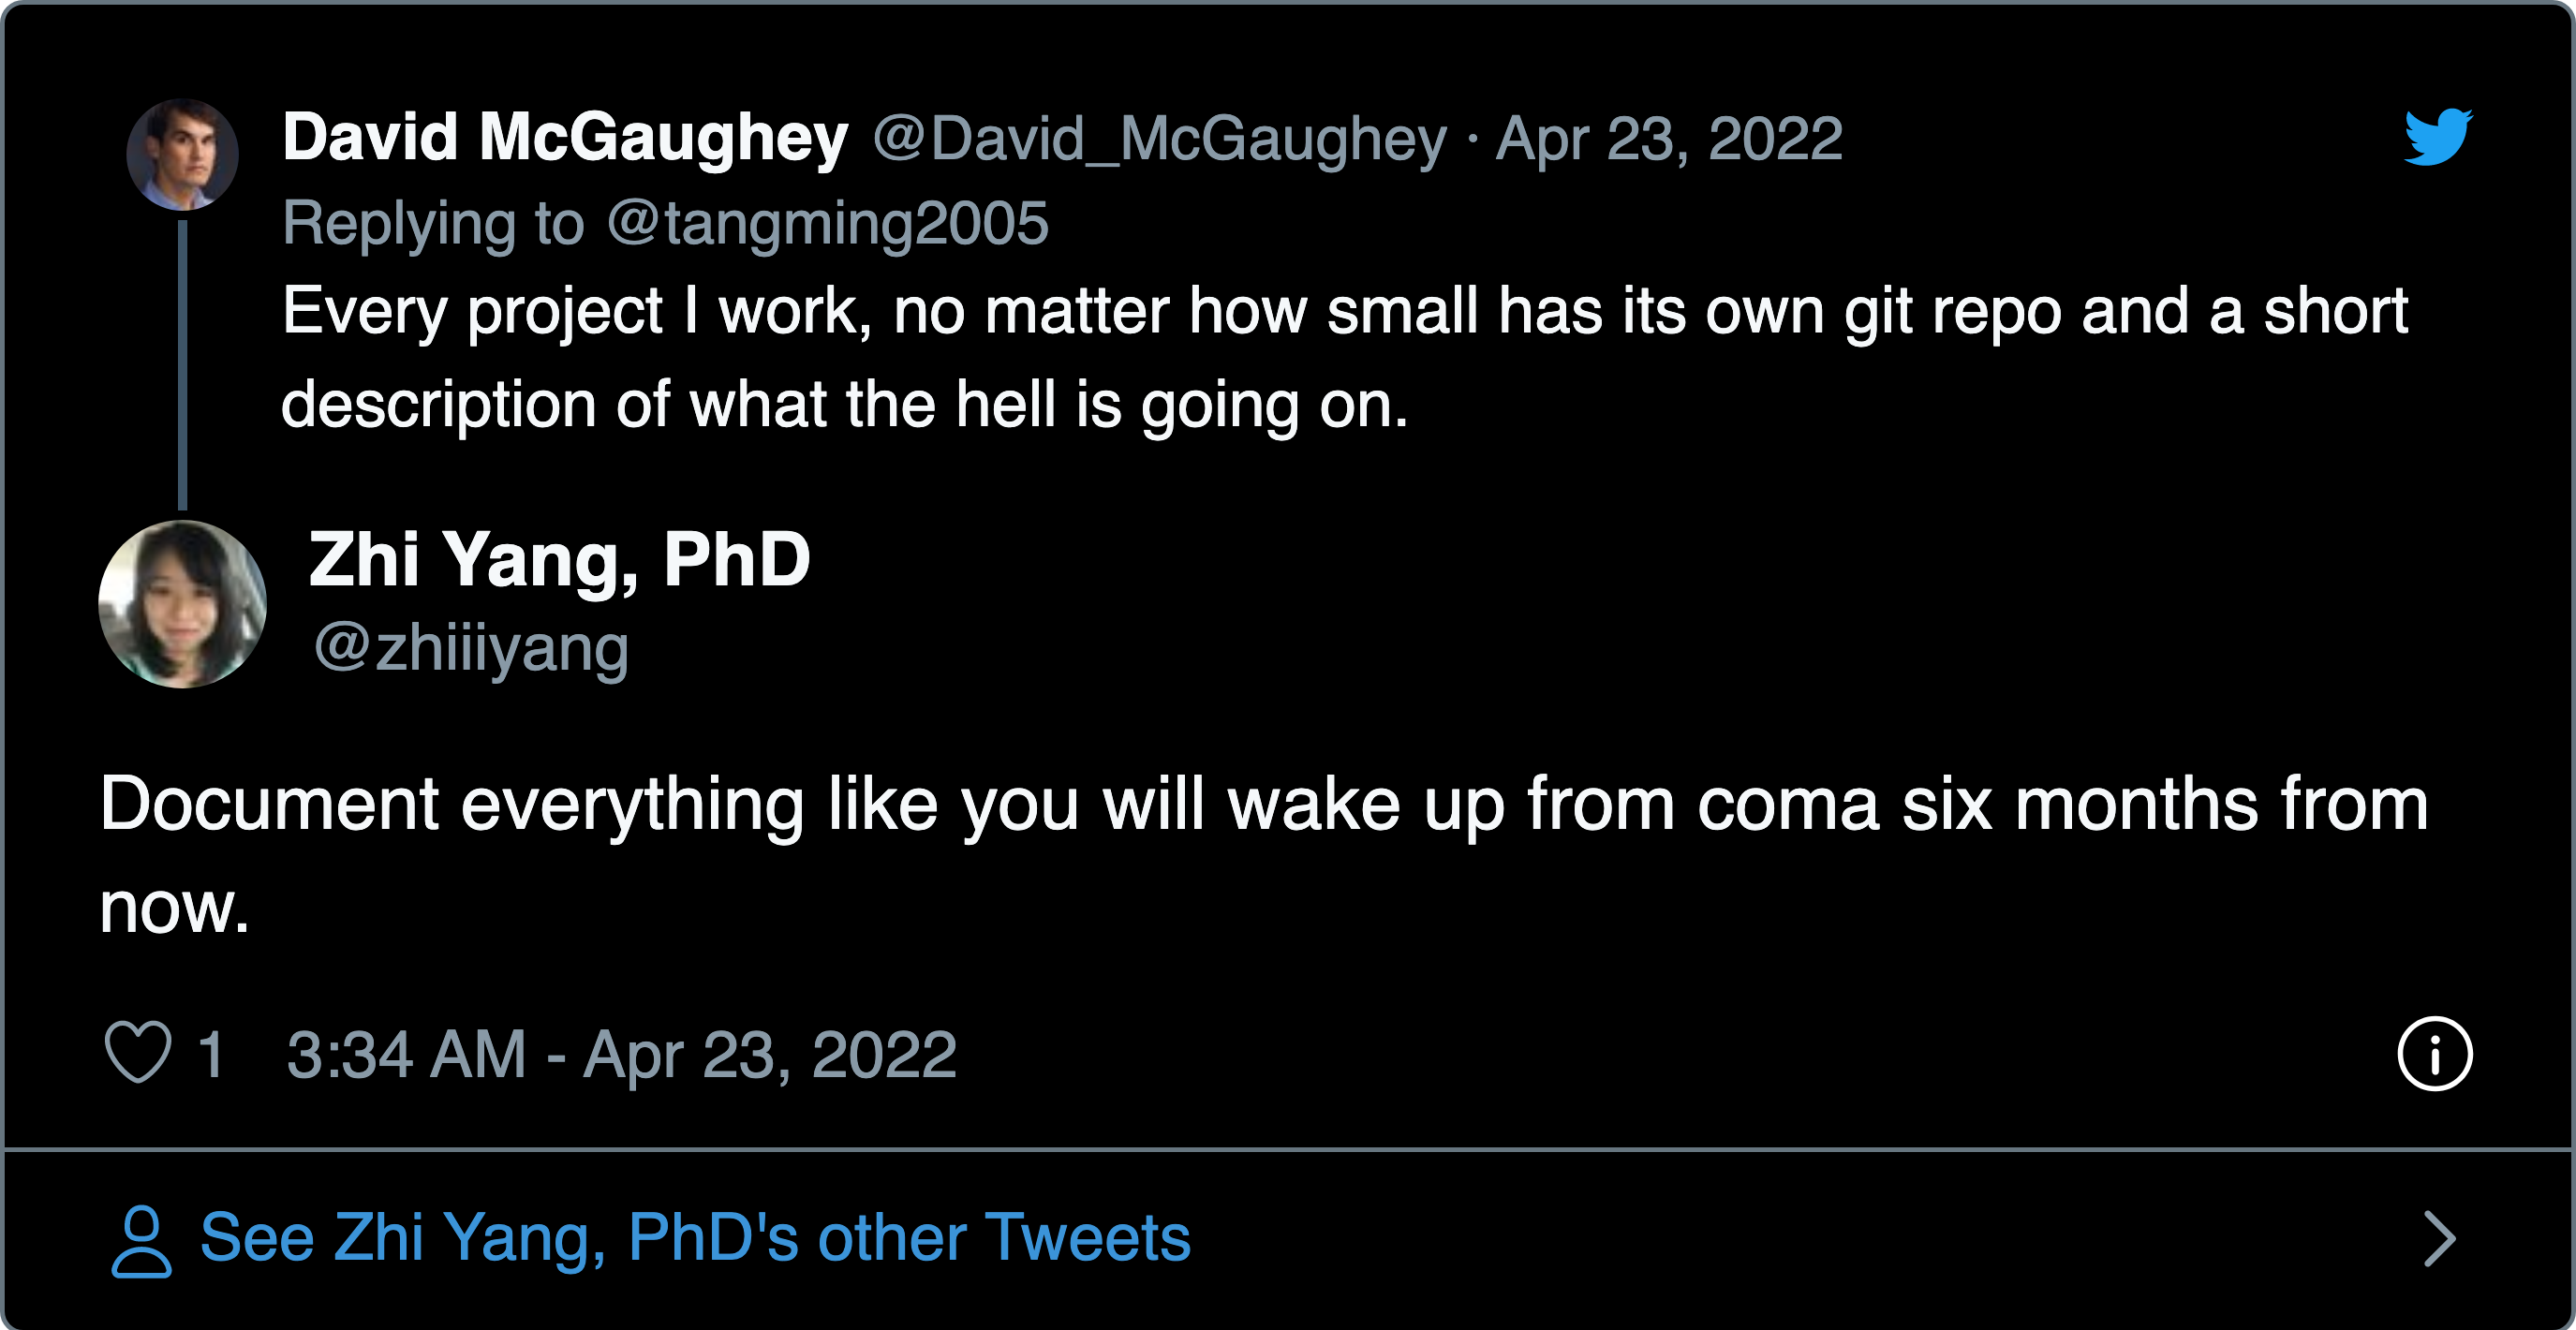 David McGaughey @David_McGaughey · Apr 23, 2022
Replying to @tangming2005
Every project I work, no matter how small has its own git repo and a short
description of what the hell is going on.
Zhi Yang, PhD
@zhiiiyang
Document everything like you will wake up from coma six months from
now.
1 3:34 AM - Apr 23, 2022
See Zhi Yang, PhD's other Tweets